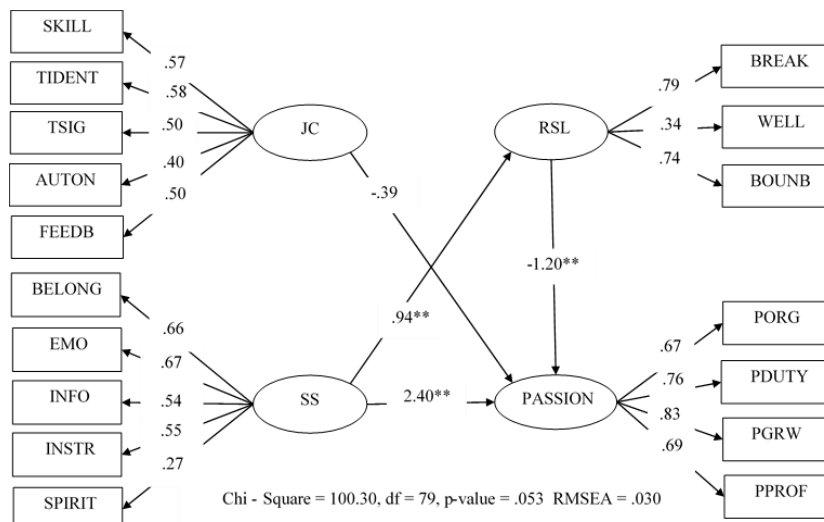 SKILL
TIDENT
TSIG
AUTON
FEEDB
BELONG
EMO
INFO
INSTR
SPIRIT
.57
.58
.50
.40
.50
.66
.67
.54
.55
.27
JC
SS
-.39
.94**
2.40**
RSL
-1.20**
PASSION
.79
.34
.74
BREAK
WELL
BOUNB
.67
.76
.83
.69
PORG
PDUTY
PGRW
PPROF
Chi - Square = 100.30, df = 79, p-value = .053 RMSEA = .030